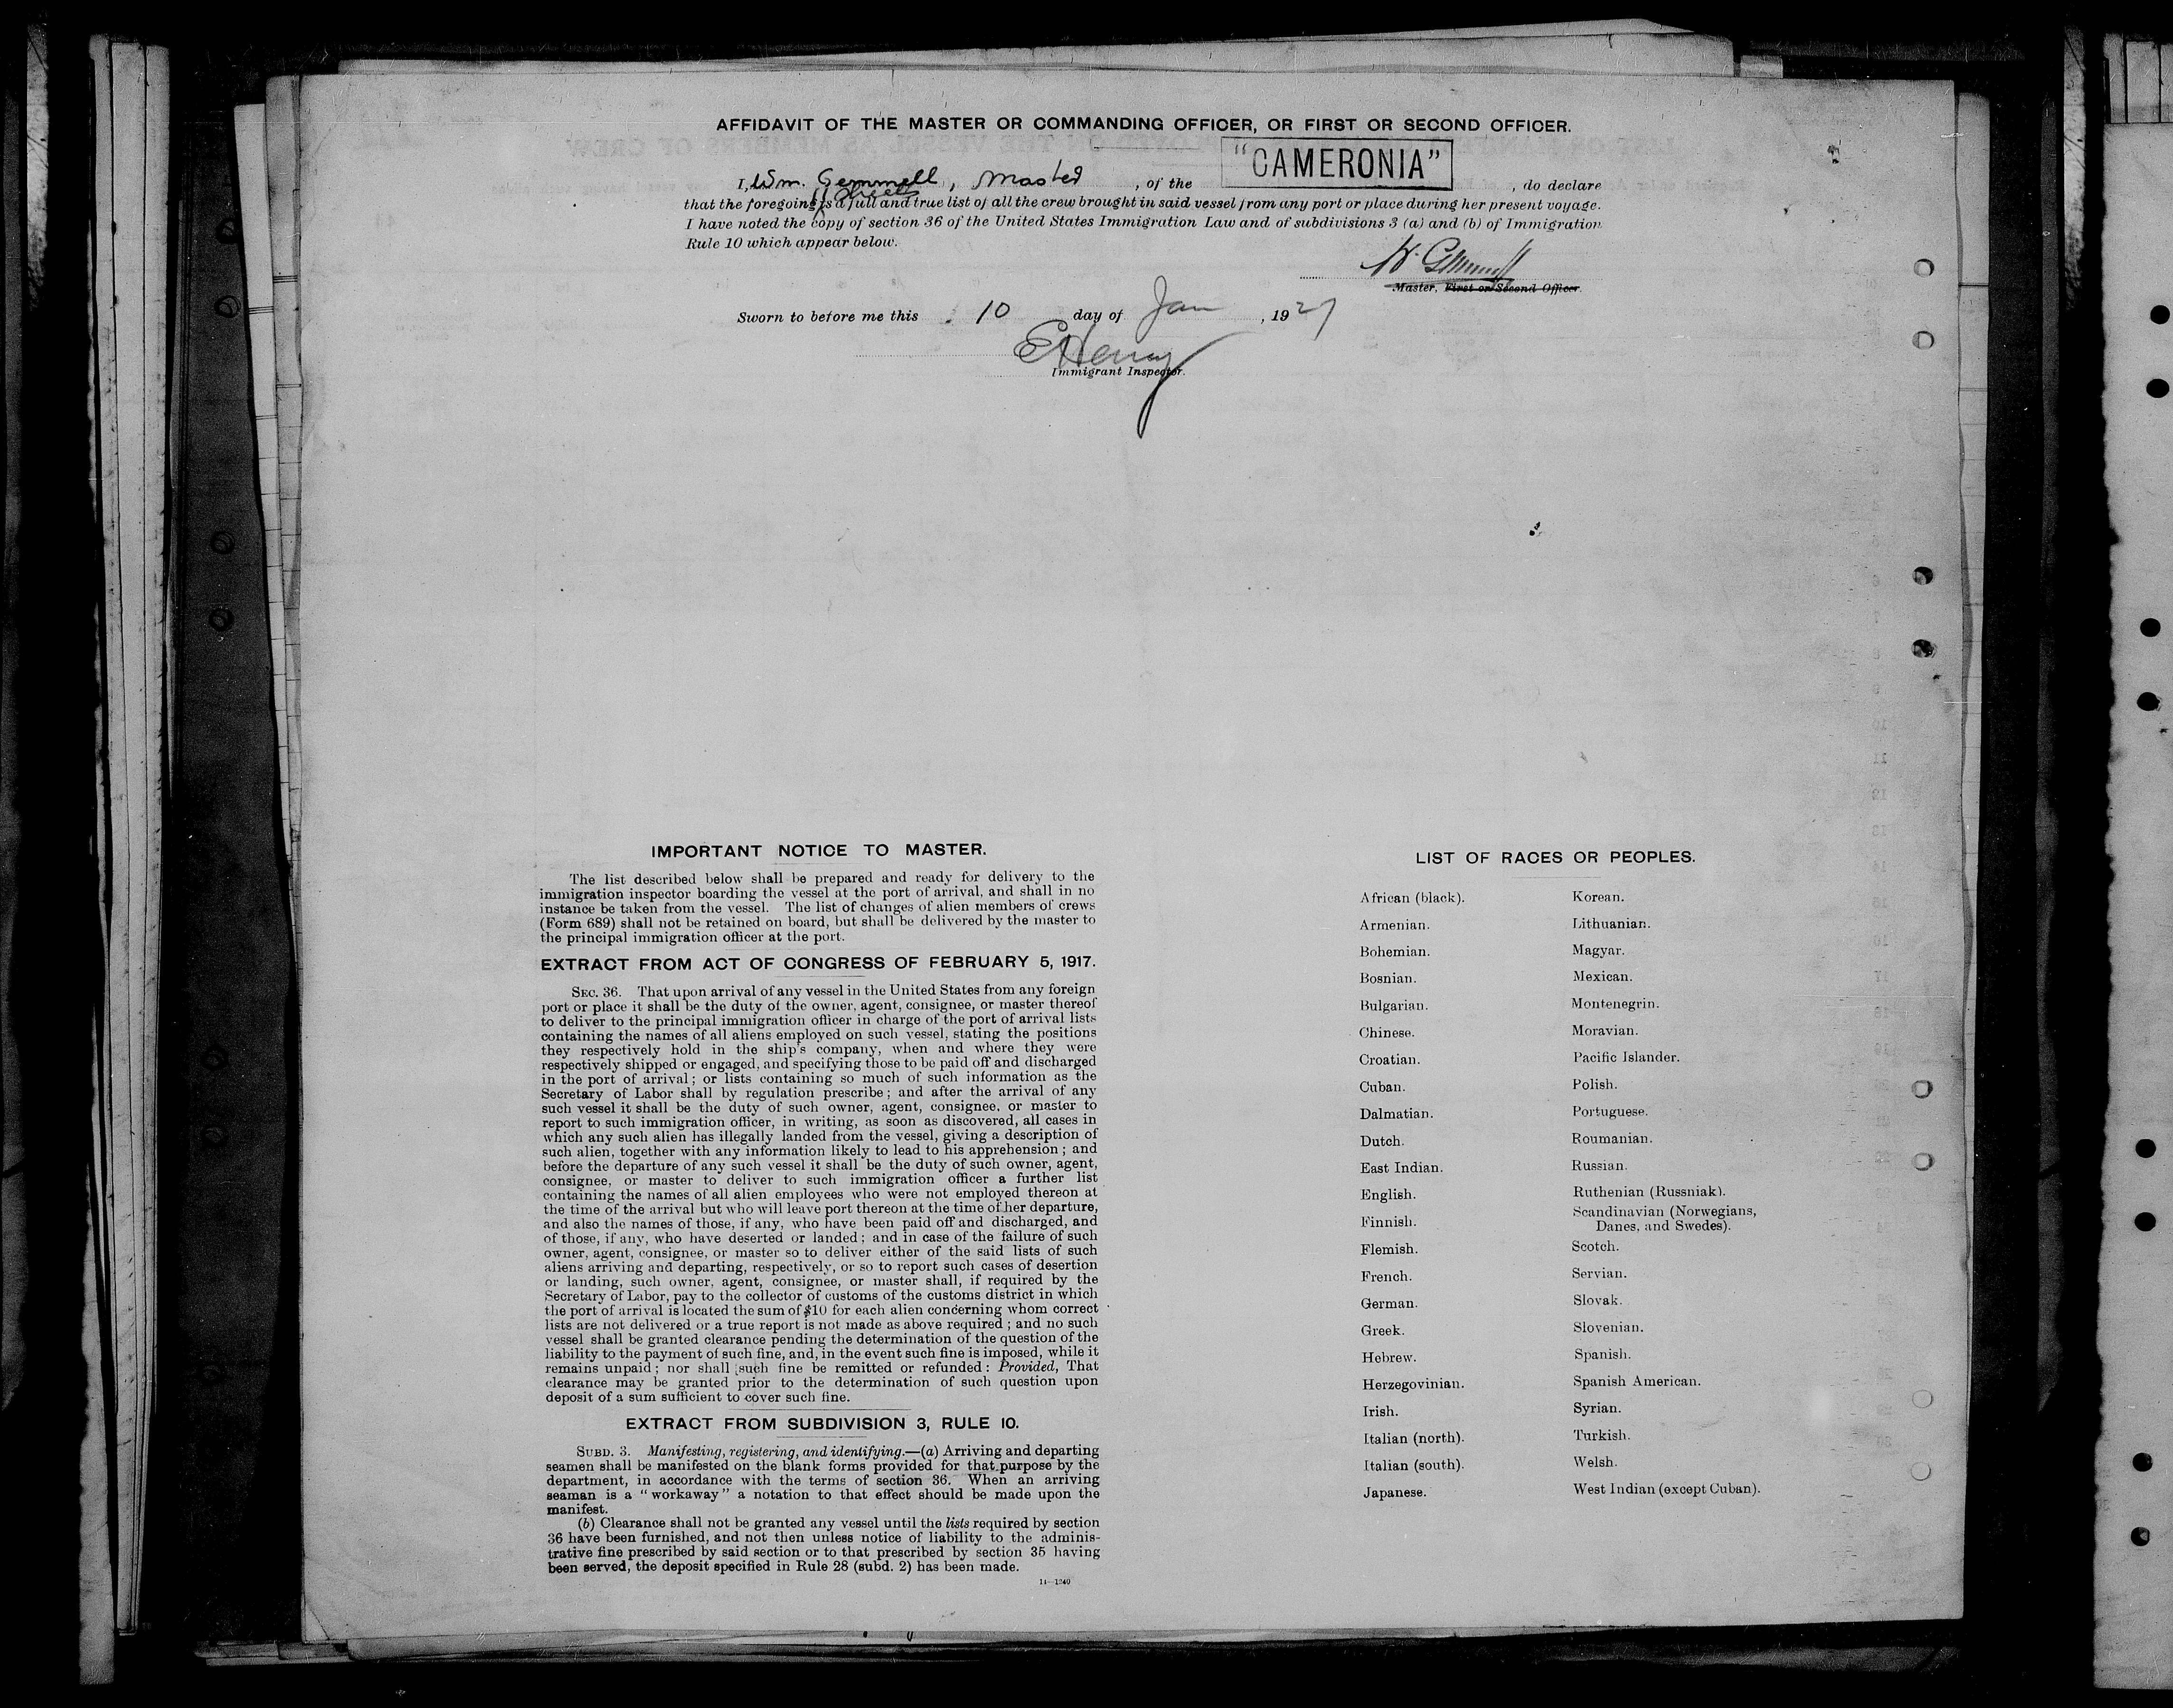 AFFIDAVIT OF THE MASTER OR COMMANDING OFFICER, OR FIRST OR SECOND OFFICER.
I, Wm. Gemmell, Master, of the "CAMERONIA", do declare
11 sheets
that the foregoing is a full and true list of all the crew brought in said vessel from any port or place during her present voyage.
I have noted the copy of section 36 of the United States Immigration Law and of subdivisions 3 (a) and (b) of Immigration
Rule 10 which appear below.
W. Gemmell
Master, First or Second Officer.
Sworn to before me this 10 day of Jan, 1927
EHenry
Immigrant Inspector.
IMPORTANT NOTICE TO MASTER.
The list described below shall be prepared and ready for delivery to the
immigration inspector boarding the vessel at the port of arrival, and shall in no
instance be taken from the vessel. The list of changes of alien members of crews
(Form 689) shall not be retained on board, but shall be delivered by the master to
the principal immigration officer at the port.
EXTRACT FROM ACT OF CONGRESS OF FEBRUARY 5, 1917.
SEC. 36. That upon arrival of any vessel in the United States from any foreign
port or place it shall be the duty of the owner, agent, consignee, or master thereof
to deliver to the principal immigration officer in charge of the port of arrival lists
containing the names of all aliens employed on such vessel, stating the positions
they respectively hold in the ship's company, when and where they were
respectively shipped or engaged, and specifying those to be paid off and discharged
in the port of arrival; or lists containing so much of such information as the
Secretary of Labor shall by regulation prescribe; and after the arrival of any
such vessel it shall be the duty of such owner, agent, consignee, or master to
report to such immigration officer, in writing, as soon as discovered, all cases in
which any such alien has illegally landed from the vessel, giving a description of
such alien, together with any information likely to lead to his apprehension; and
before the departure of any such vessel it shall be the duty of such owner, agent,
consignee, or master to deliver to such immigration officer a further list
containing the names of all alien employees who were not employed thereon at
the time of the arrival but who will leave port thereon at the time of her departure,
and also the names of those, if any, who have been paid off and discharged, and
of those, if any, who have deserted or landed; and in case of the failure of such
owner, agent, consignee, or master so to deliver either of the said lists of such
aliens arriving and departing, respectively, or so to report such cases of desertion
or landing, such owner, agent, consignee, or master shall, if required by the
Secretary of Labor, pay to the collector of customs of the customs district in which
the port of arrival is located the sum of $10 for each alien concerning whom correct
lists are not delivered or a true report is not made as above required; and no such
vessel shall be granted clearance pending the determination of the question of the
liability to the payment of such fine, and, in the event such fine is imposed, while it
remains unpaid; nor shall such fine be remitted or refunded: Provided, That
clearance may be granted prior to the determination of such question upon
deposit of a sum sufficient to cover such fine.
EXTRACT FROM SUBDIVISION 3, RULE 10.
SUBD. 3. Manifesting, registering, and identifying.—(a) Arriving and departing
seamen shall be manifested on the blank forms provided for that purpose by the
department, in accordance with the terms of section 36. When an arriving
seaman is a "workaway" a notation to that effect should be made upon the
manifest.
(b) Clearance shall not be granted any vessel until the lists required by section
36 have been furnished, and not then unless notice of liability to the adminis-
trative fine prescribed by said section or to that prescribed by section 35 having
been served, the deposit specified in Rule 28 (subd. 2) has been made.
14—1240
LIST OF RACES OR PEOPLES.
African (black).
Armenian.
Bohemian.
Bosnian.
Bulgarian.
Chinese.
Croatian.
Cuban.
Dalmatian.
Dutch.
East Indian.
English.
Finnish.
Flemish.
French.
German.
Greek.
Hebrew.
Herzegovinian.
Irish.
Italian (north).
Italian (south).
Japanese.
Korean.
Lithuanian.
Magyar.
Mexican.
Montenegrin.
Moravian.
Pacific Islander.
Polish.
Portuguese.
Roumanian.
Russian.
Ruthenian (Russniak).
Scandinavian (Norwegians,
Danes, and Swedes).
Scotch.
Servian.
Slovak.
Slovenian.
Spanish.
Spanish American.
Syrian.
Turkish.
Welsh.
West Indian (except Cuban).